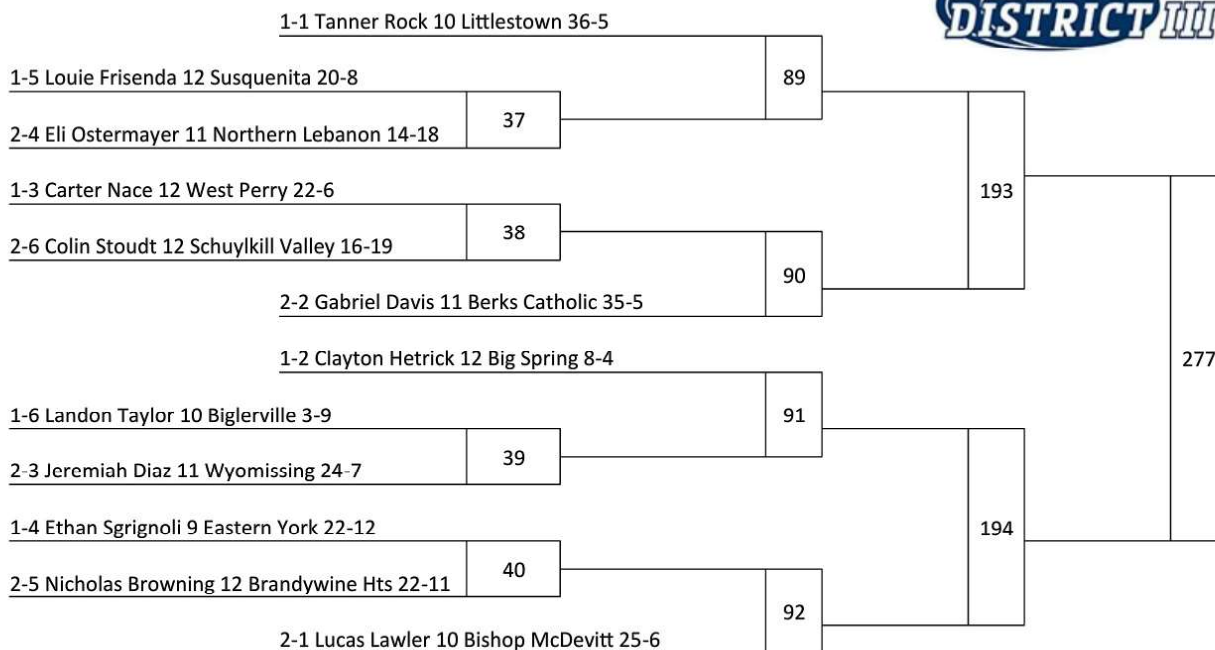 1-1 Tanner Rock 10 Littlestown 36-5
DISTRICT III
89
1-5 Louie Frisenda 12 Susquenita 20-8
37
2-4 Eli Ostermayer 11 Northern Lebanon 14-18
1-3 Carter Nace 12 West Perry 22-6
193
38
2-6 Colin Stoudt 12 Schuylkill Valley 16-19
90
2-2 Gabriel Davis 11 Berks Catholic 35-5
1-2 Clayton Hetrick 12 Big Spring 8-4
277
1-6 Landon Taylor 10 Biglerville 3-9
91
39
2-3 Jeremiah Diaz 11 Wyomissing 24-7
1-4 Ethan Sgrignoli 9 Eastern York 22-12
194
40
2-5 Nicholas Browning 12 Brandywine Hts 22-11
92
2-1 Lucas Lawler 10 Bishop McDevitt 25-6